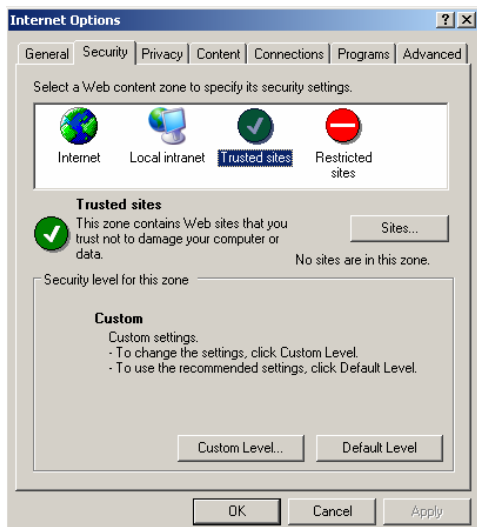 Internet Options
? X
General Security Privacy Content Connections Programs Advanced
Select a Web content zone to specify its security settings.
Internet Local intranet Trusted sites Restricted
sites
Trusted sites
This zone contains Web sites that you
trust not to damage your computer or
data.
Sites...
No sites are in this zone.
Security level for this zone
Custom
Custom settings.
- To change the settings, click Custom Level.
- To use the recommended settings, click Default Level.
Custom Level... Default Level
OK Cancel Apply